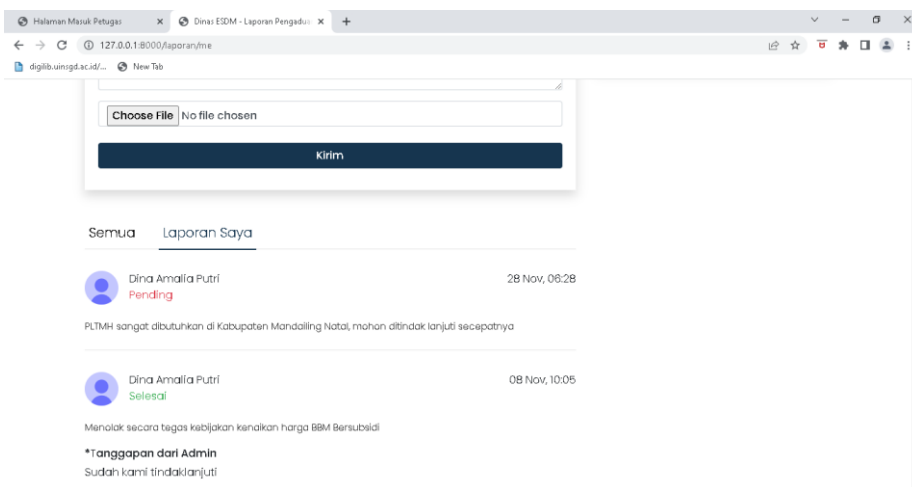 Halaman Masuk Petugas
Dinas ESDM - Laporan Pengadua
127.0.0.1:8000/laporan/me
digilib.uinsgd.ac.id/...
New Tab
Choose File No file chosen
Kirim
Semua
Laporan Saya
Dina Amalia Putri
28 Nov, 06:28
Pending
PLTMH sangat dibutuhkan di Kabupaten Mandailing Natal, mohon ditindak lanjuti secepatnya
Dina Amalia Putri
08 Nov, 10:05
Selesai
Menolak secara tegas kebijakan kenaikan harga BBM Bersubsidi
*Tanggapan dari Admin
Sudah kami tindaklanjuti